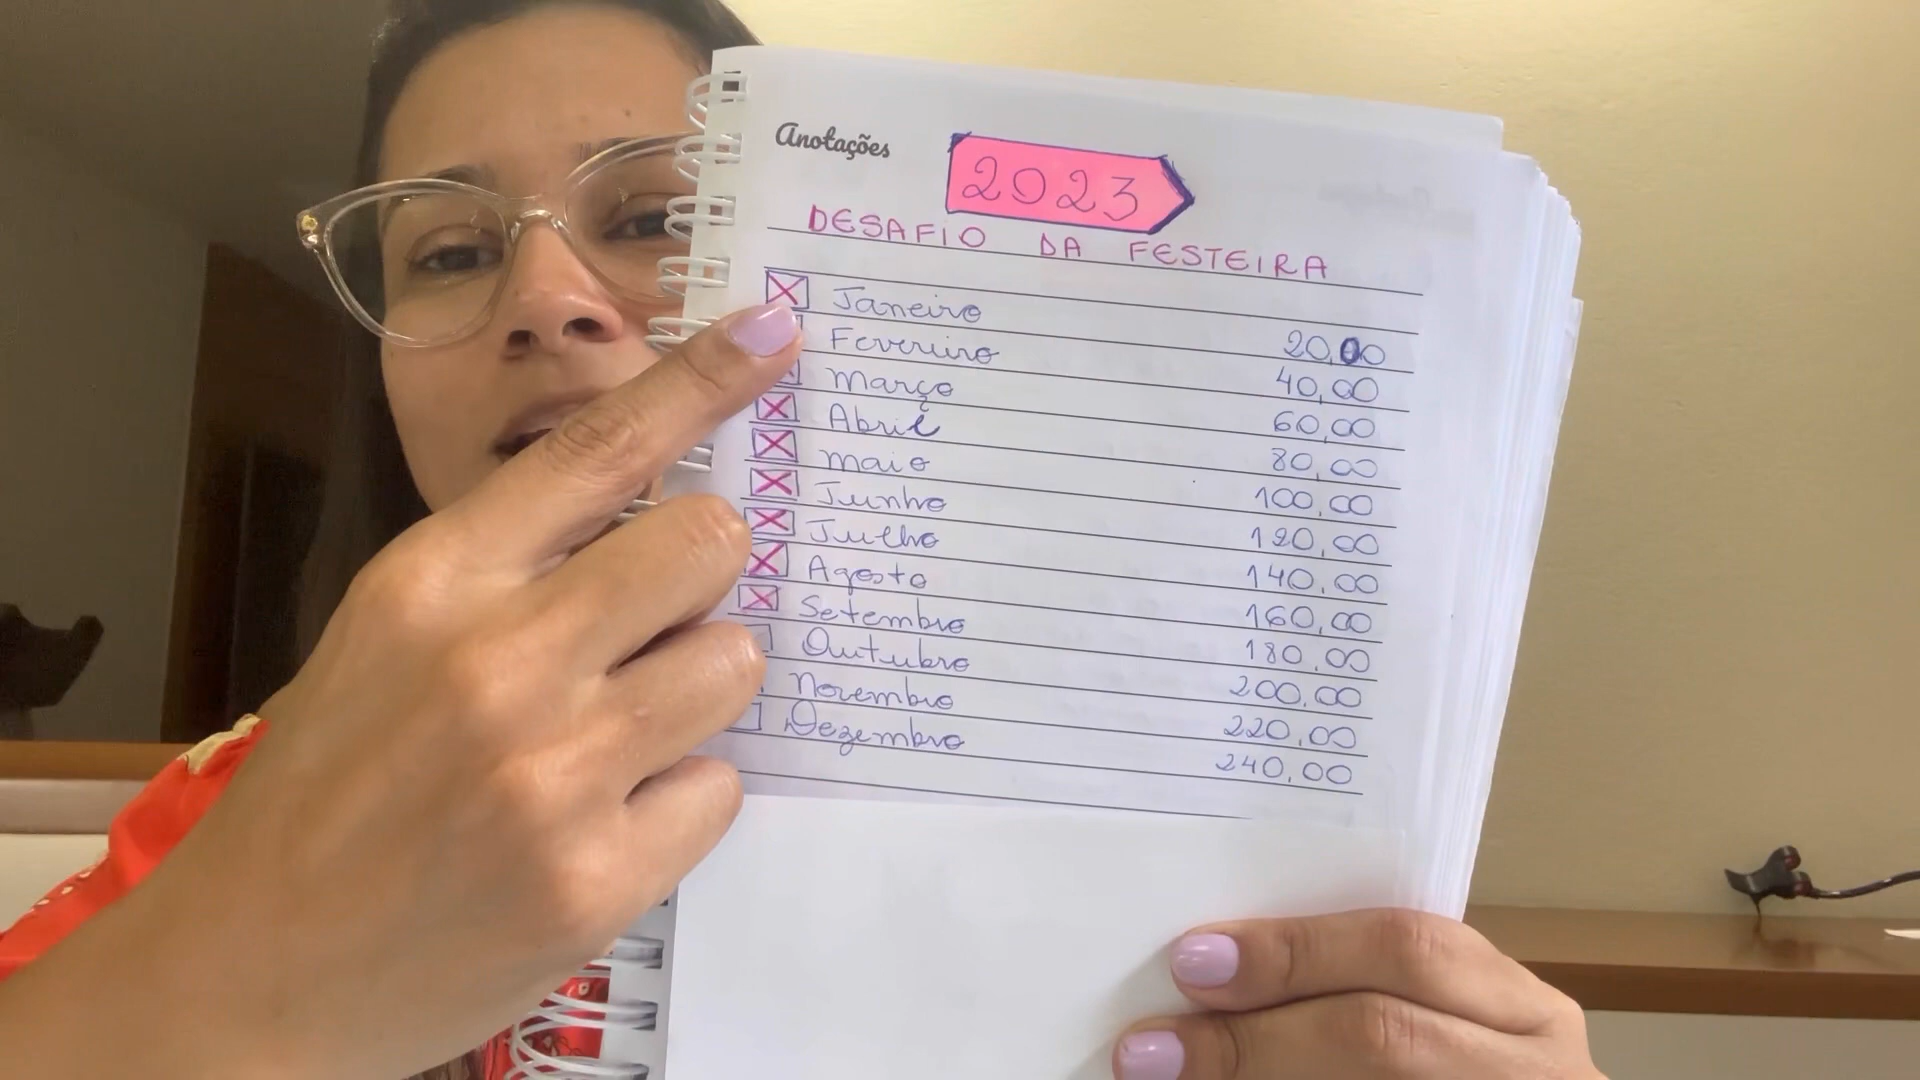 Anotações
2023
DESAFIO DA FESTEIRA
Janeiro 20,00
Fevereiro 40,00
Março 60,00
Abril 80,00
Maio 100,00
Junho 120,00
Julho 140,00
Agosto 160,00
Setembro 180,00
Outubro 200,00
Novembro 220,00
Dezembro 240,00